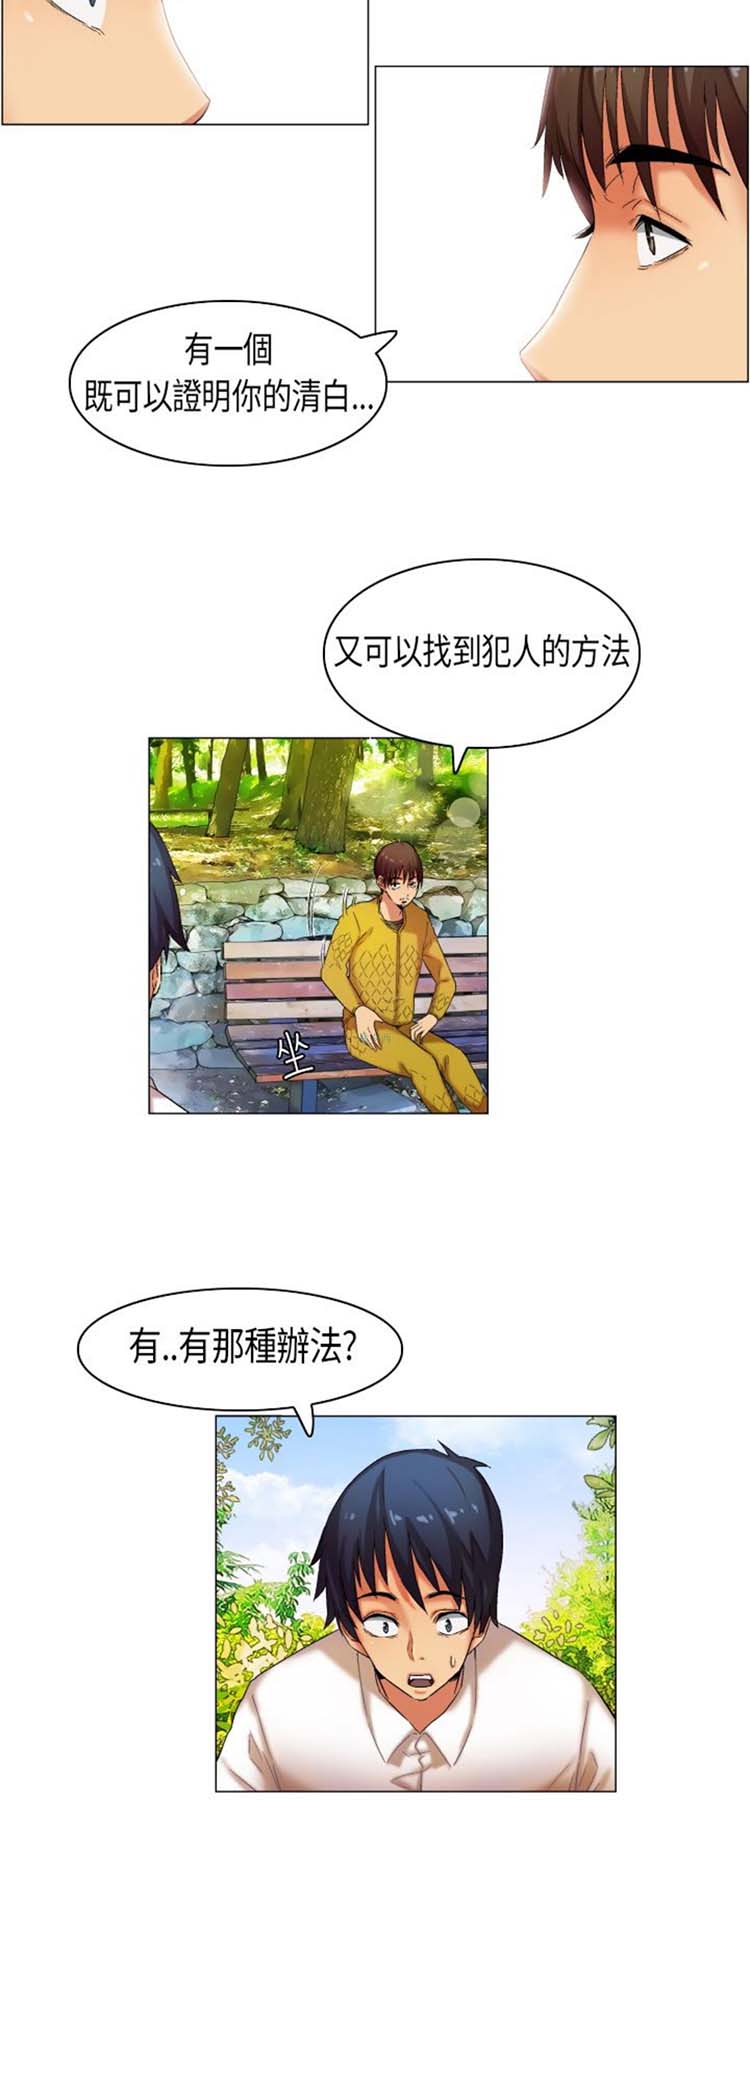 有一個
既可以證明你的清白...
又可以找到犯人的方法
坐
有..有那種辦法?